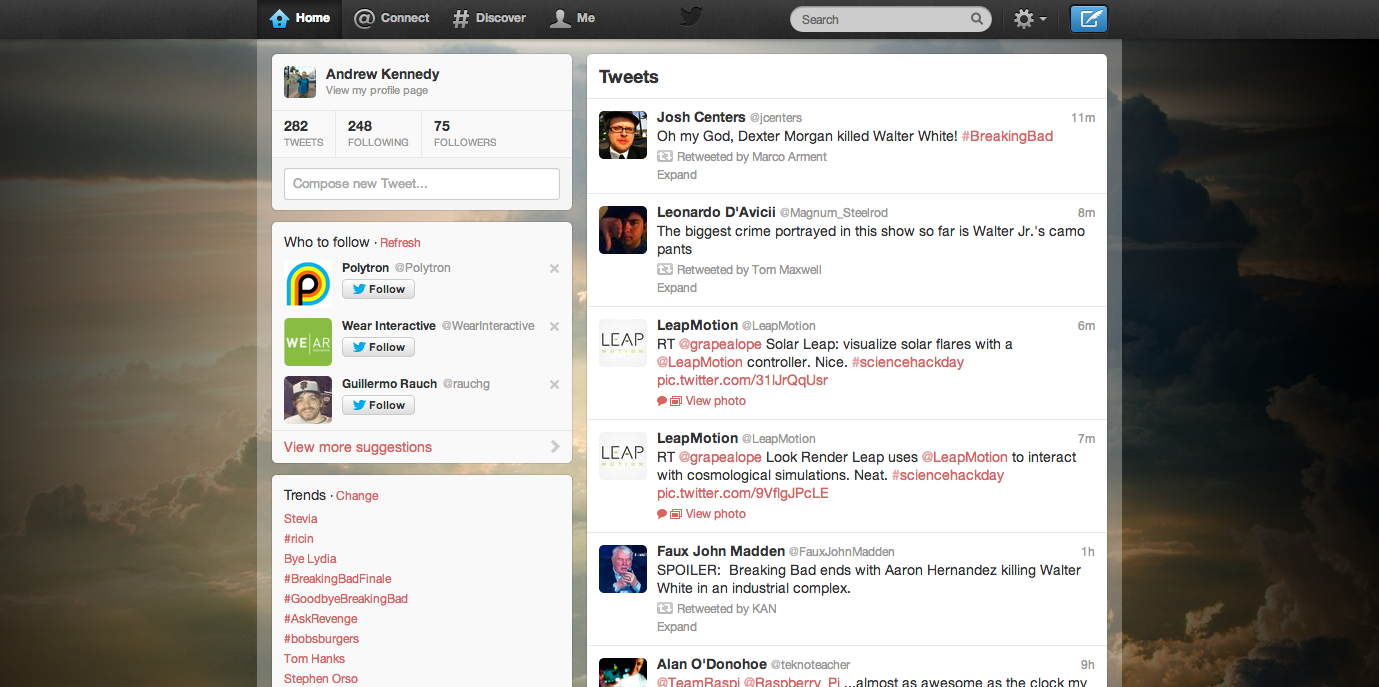 Home
Connect
Discover
Me
Search
Andrew Kennedy
View my profile page
282
TWEETS
248
FOLLOWING
75
FOLLOWERS
Compose new Tweet...
Who to follow · Refresh
Polytron @Polytron
Follow
WE|AR
Wear Interactive @WearInteractive
Follow
Guillermo Rauch @rauchg
Follow
View more suggestions
Trends · Change
Stevia
#ricin
Bye Lydia
#BreakingBadFinale
#GoodbyeBreakingBad
#AskRevenge
#bobsburgers
Tom Hanks
Stephen Orso
Tweets
Josh Centers @jcenters 11m
Oh my God, Dexter Morgan killed Walter White! #BreakingBad
Retweeted by Marco Arment
Expand
Leonardo D'Avicii @Magnum_Steelrod 8m
The biggest crime portrayed in this show so far is Walter Jr.'s camo
pants
Retweeted by Tom Maxwell
Expand
LEAP
MOTION
LeapMotion @LeapMotion 6m
RT @grapealope Solar Leap: visualize solar flares with a
@LeapMotion controller. Nice. #sciencehackday
pic.twitter.com/31lJrQqUsr
View photo
LEAP
MOTION
LeapMotion @LeapMotion 7m
RT @grapealope Look Render Leap uses @LeapMotion to interact
with cosmological simulations. Neat. #sciencehackday
pic.twitter.com/9VflgJPcLE
View photo
Faux John Madden @FauxJohnMadden 1h
SPOILER:  Breaking Bad ends with Aaron Hernandez killing Walter
White in an industrial complex.
Retweeted by KAN
Expand
Alan O'Donohoe @teknoteacher 9h
@TeamRaspi @Raspberry_Pi ...almost as awesome as the clock my